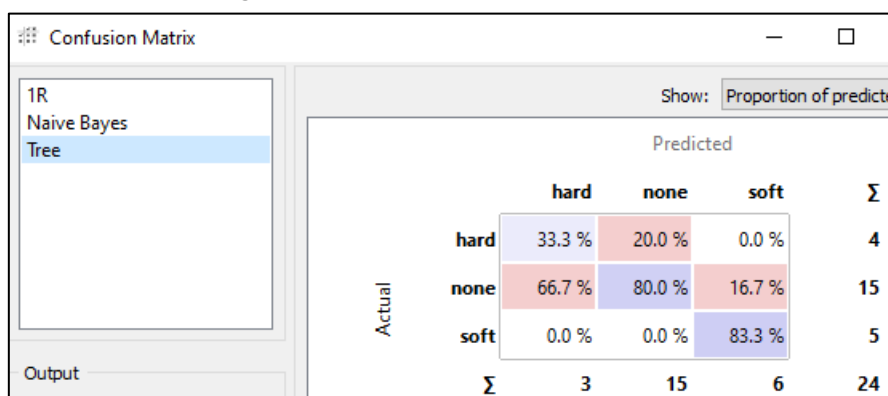 Confusion Matrix
1R
Naive Bayes
Tree
Show: Proportion of predicte
Predicted
hard none soft Σ
hard 33.3 % 20.0 % 0.0 % 4
Actual
none 66.7 % 80.0 % 16.7 % 15
soft 0.0 % 0.0 % 83.3 % 5
Σ 3 15 6 24
Output